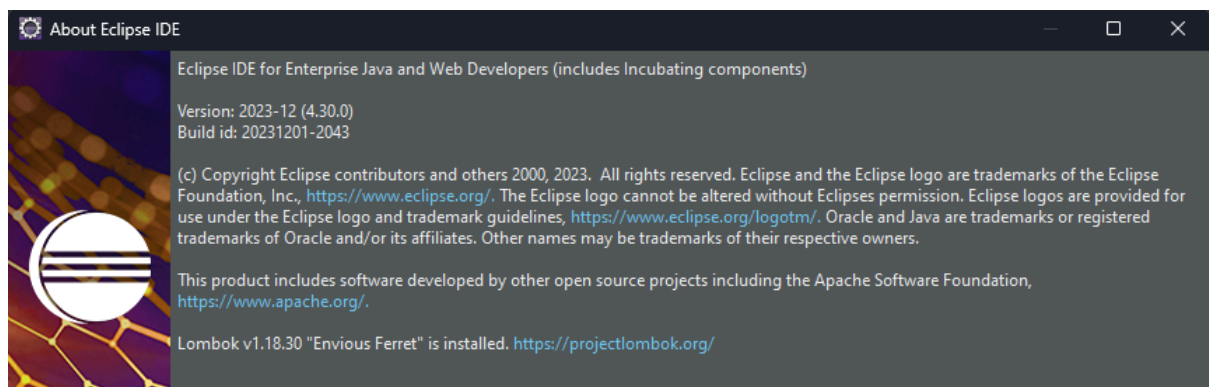 About Eclipse IDE
Eclipse IDE for Enterprise Java and Web Developers (includes Incubating components)
Version: 2023-12 (4.30.0)
Build id: 20231201-2043
(c) Copyright Eclipse contributors and others 2000, 2023.  All rights reserved. Eclipse and the Eclipse logo are trademarks of the Eclipse
Foundation, Inc., https://www.eclipse.org/. The Eclipse logo cannot be altered without Eclipses permission. Eclipse logos are provided for
use under the Eclipse logo and trademark guidelines, https://www.eclipse.org/logotm/. Oracle and Java are trademarks or registered
trademarks of Oracle and/or its affiliates. Other names may be trademarks of their respective owners.
This product includes software developed by other open source projects including the Apache Software Foundation,
https://www.apache.org/.
Lombok v1.18.30 "Envious Ferret" is installed. https://projectlombok.org/